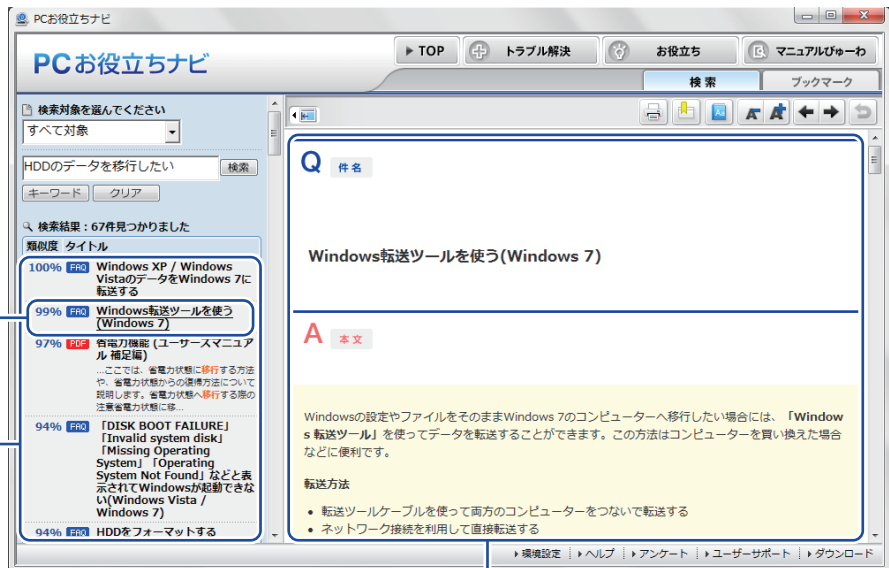 PCお役立ちナビ
PCお役立ちナビ
TOP
トラブル解決
お役立ち
マニュアルびゅーわ
検 索
ブックマーク
検索対象を選んでください
すべて対象
HDDのデータを移行したい
検索
キーワード
クリア
検索結果：67件見つかりました
類似度 タイトル
100% FAQ Windows XP / Windows
VistaのデータをWindows 7に
転送する
99% FAQ Windows転送ツールを使う
(Windows 7)
97% PDF 省電力機能 (ユーザーズマニュア
ル 補足編)
...ここでは、省電力状態に移行する方法
や、省電力状態からの復帰方法について
説明します。省電力状態へ移行する際の
注意省電力状態に移...
94% FAQ 「DISK BOOT FAILURE」
「Invalid system disk」
「Missing Operating
System」「Operating
System Not Found」などと表
示されてWindowsが起動できな
い(Windows Vista /
Windows 7)
94% FAQ HDDをフォーマットする
Q 件名
Windows転送ツールを使う(Windows 7)
A 本文
Windowsの設定やファイルをそのままWindows 7のコンピューターへ移行したい場合には、「Window
s 転送ツール」を使ってデータを転送することができます。この方法はコンピューターを買い換えた場合
などに便利です。
転送方法
• 転送ツールケーブルを使って両方のコンピューターをつないで転送する
• ネットワーク接続を利用して直接転送する
環境設定
ヘルプ
アンケート
ユーザーサポート
ダウンロード